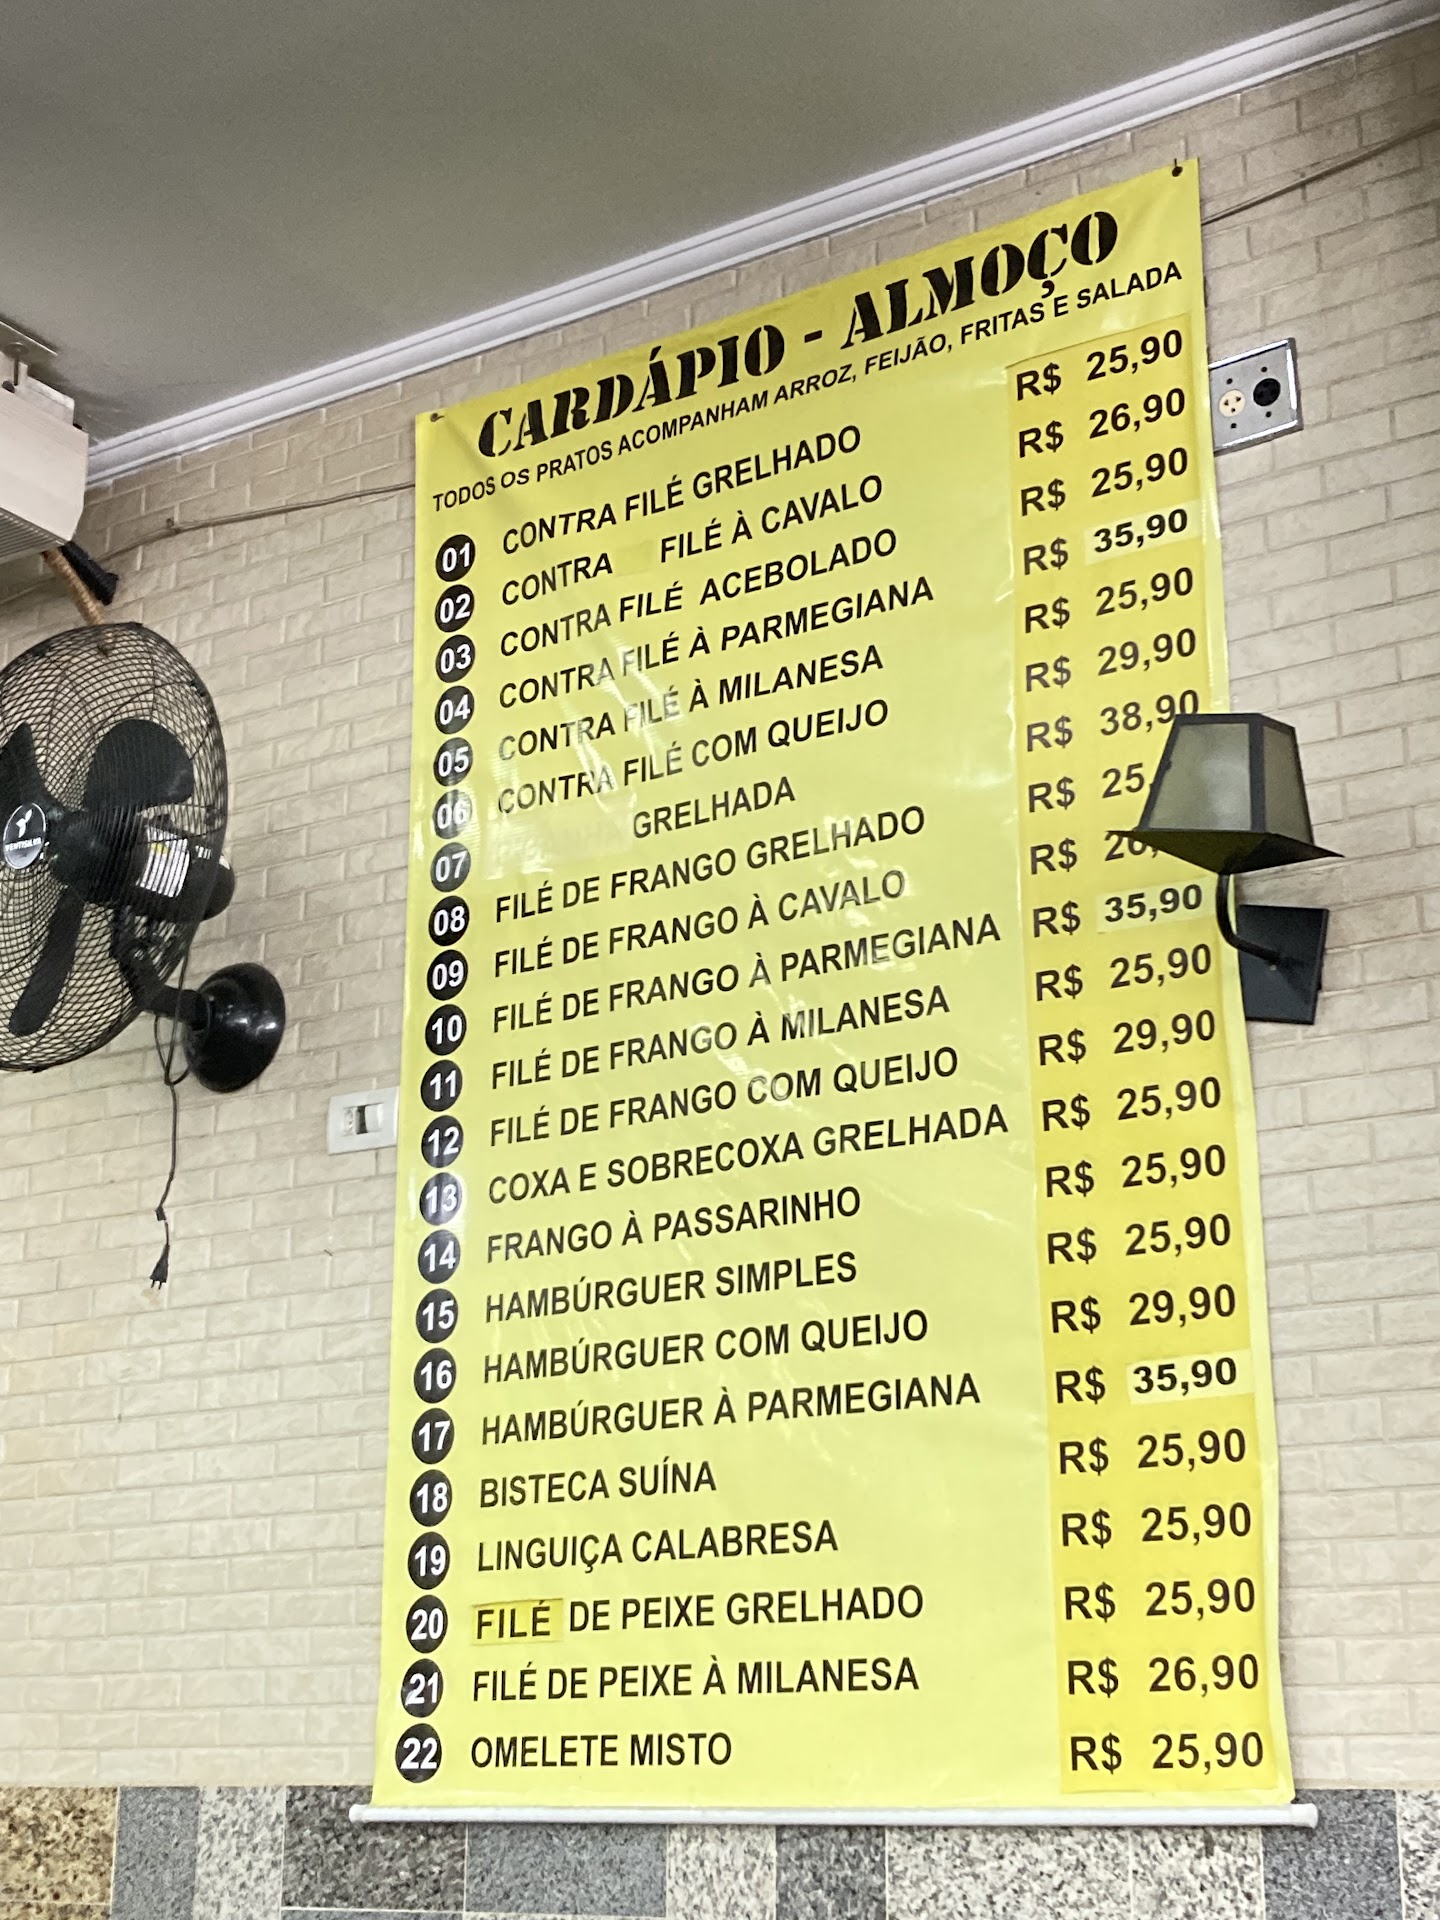 CARDÁPIO - ALMOÇO
TODOS OS PRATOS ACOMPANHAM ARROZ, FEIJÃO, FRITAS E SALADA
01 CONTRA FILÉ GRELHADO R$ 25,90
02 CONTRA FILÉ À CAVALO R$ 26,90
03 CONTRA FILÉ ACEBOLADO R$ 25,90
04 CONTRA FILÉ À PARMEGIANA R$ 35,90
05 CONTRA FILÉ À MILANESA R$ 25,90
06 CONTRA FILÉ COM QUEIJO R$ 29,90
07 GRELHADA R$ 38,90
08 FILÉ DE FRANGO GRELHADO R$ 25,
09 FILÉ DE FRANGO À CAVALO R$
10 FILÉ DE FRANGO À PARMEGIANA R$ 35,90
11 FILÉ DE FRANGO À MILANESA R$ 25,90
12 FILÉ DE FRANGO COM QUEIJO R$ 29,90
13 COXA E SOBRECOXA GRELHADA R$ 25,90
14 FRANGO À PASSARINHO R$ 25,90
15 HAMBÚRGUER SIMPLES R$ 25,90
16 HAMBÚRGUER COM QUEIJO R$ 29,90
17 HAMBÚRGUER À PARMEGIANA R$ 35,90
18 BISTECA SUÍNA R$ 25,90
19 LINGUIÇA CALABRESA R$ 25,90
20 FILÉ DE PEIXE GRELHADO R$ 25,90
21 FILÉ DE PEIXE À MILANESA R$ 26,90
22 OMELETE MISTO R$ 25,90